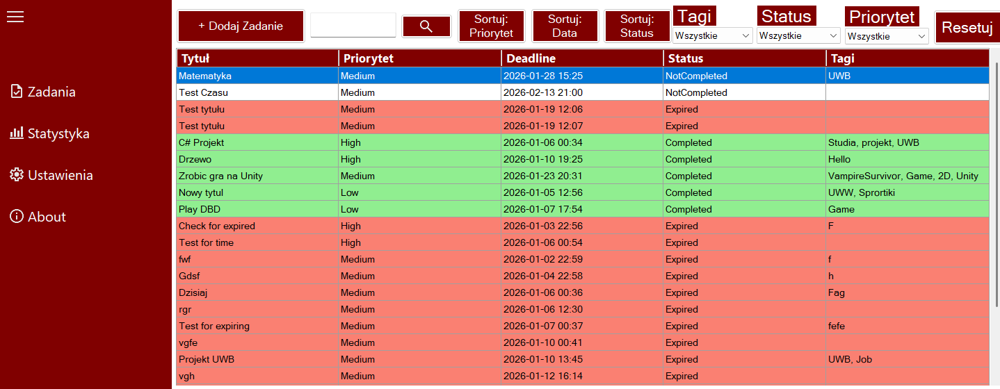 + Dodaj Zadanie
Sortuj: Priorytet
Sortuj: Data
Sortuj: Status
Tagi
Wszystkie
Status
Wszystkie
Priorytet
Wszystkie
Resetuj
Zadania
Statystyka
Ustawienia
About
Tytuł Priorytet Deadline Status Tagi
Matematyka Medium 2026-01-28 15:25 NotCompleted UWB
Test Czasu Medium 2026-02-13 21:00 NotCompleted
Test tytułu Medium 2026-01-19 12:06 Expired
Test tytułu Medium 2026-01-19 12:07 Expired
C# Projekt High 2026-01-06 00:34 Completed Studia, projekt, UWB
Drzewo High 2026-01-10 19:25 Completed Hello
Zrobic gra na Unity Medium 2026-01-23 20:31 Completed VampireSurvivor, Game, 2D, Unity
Nowy tytul Low 2026-01-05 12:56 Completed UWW, Sprortiki
Play DBD Low 2026-01-07 17:54 Completed Game
Check for expired High 2026-01-03 22:56 Expired F
Test for time High 2026-01-06 00:54 Expired
fwf Medium 2026-01-02 22:59 Expired f
Gdsf Medium 2026-01-04 22:58 Expired h
Dzisiaj Medium 2026-01-06 00:36 Expired Fag
rgr Medium 2026-01-06 12:30 Expired
Test for expiring Medium 2026-01-07 00:37 Expired fefe
vgfe Medium 2026-01-10 00:41 Expired
Projekt UWB Medium 2026-01-10 13:45 Expired UWB, Job
vgh Medium 2026-01-12 16:14 Expired